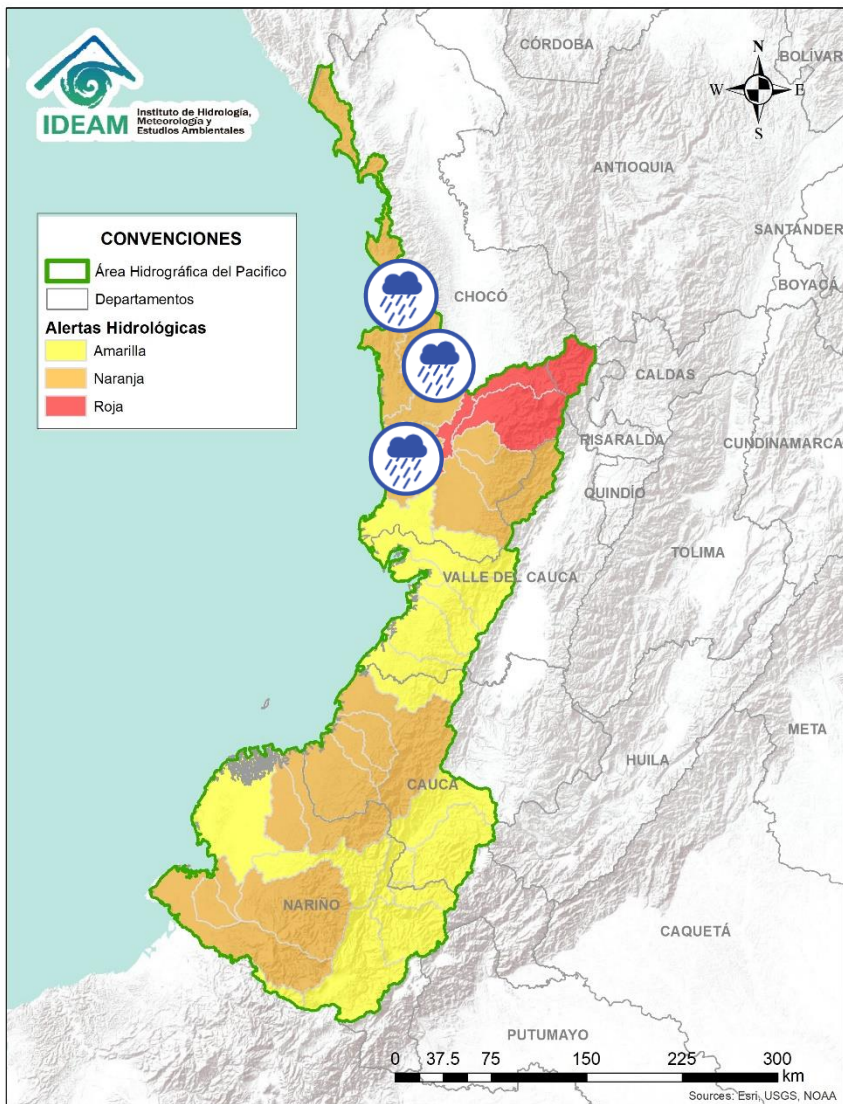 IDEAM
Instituto de Hidrología,
Meteorología y
Estudios Ambientales
N
W E
S
CONVENCIONES
Área Hidrográfica del Pacifico
Departamentos
Alertas Hidrológicas
Amarilla
Naranja
Roja
CÓRDOBA
BOLÍVAR
ANTIOQUIA
SANTANDER
BOYACÁ
CHOCÓ
CALDAS
RISARALDA
CUNDINAMARCA
QUINDÍO
TOLIMA
VALLE DEL CAUCA
META
HUILA
CAUCA
NARIÑO
CAQUETÁ
PUTUMAYO
0 37.5 75 150 225 300
km
Sources: Esri, USGS, NOAA